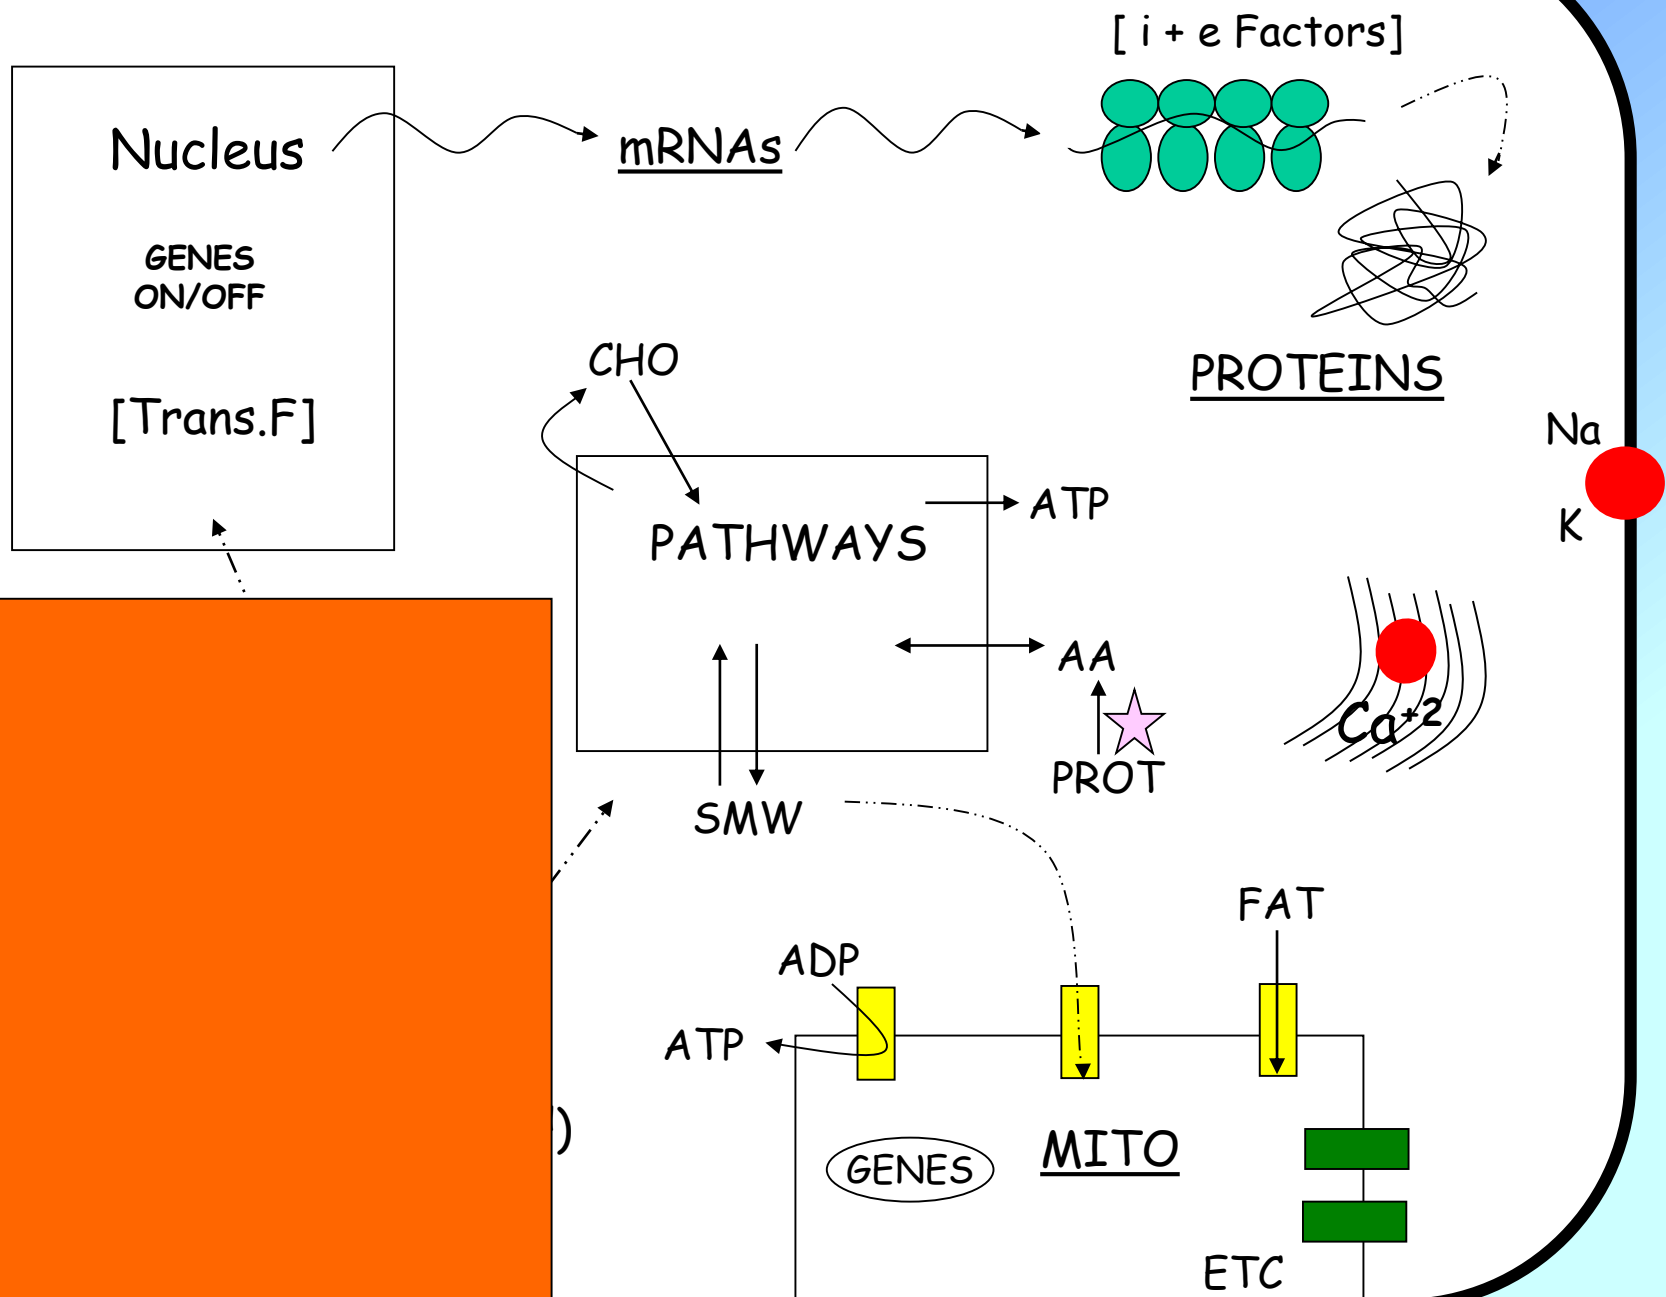 [ i + e Factors]
Nucleus
mRNAs
GENES
ON/OFF
CHO
PROTEINS
[Trans.F]
Na
ATP
K
PATHWAYS
AA
Ca+2
PROT
SMW
FAT
ADP
ATP
)
MITO
GENES
ETC